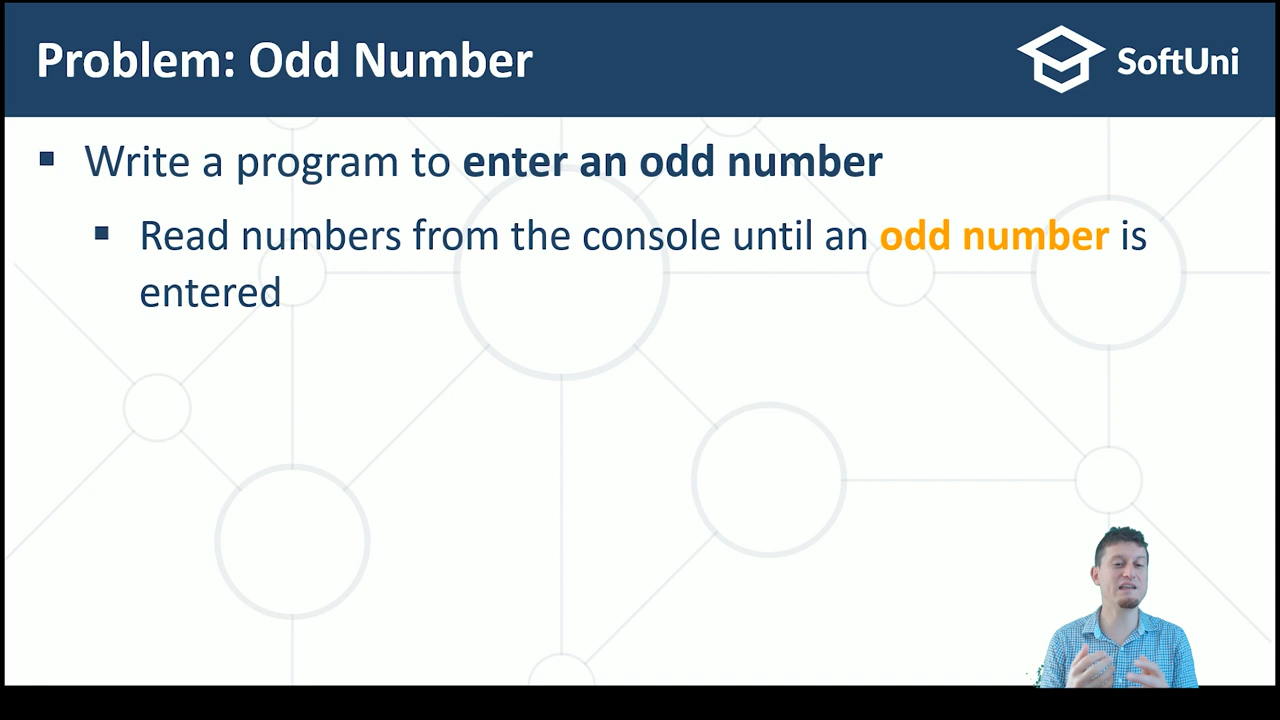 Problem: Odd Number
SoftUni
Write a program to enter an odd number
Read numbers from the console until an odd number is
entered